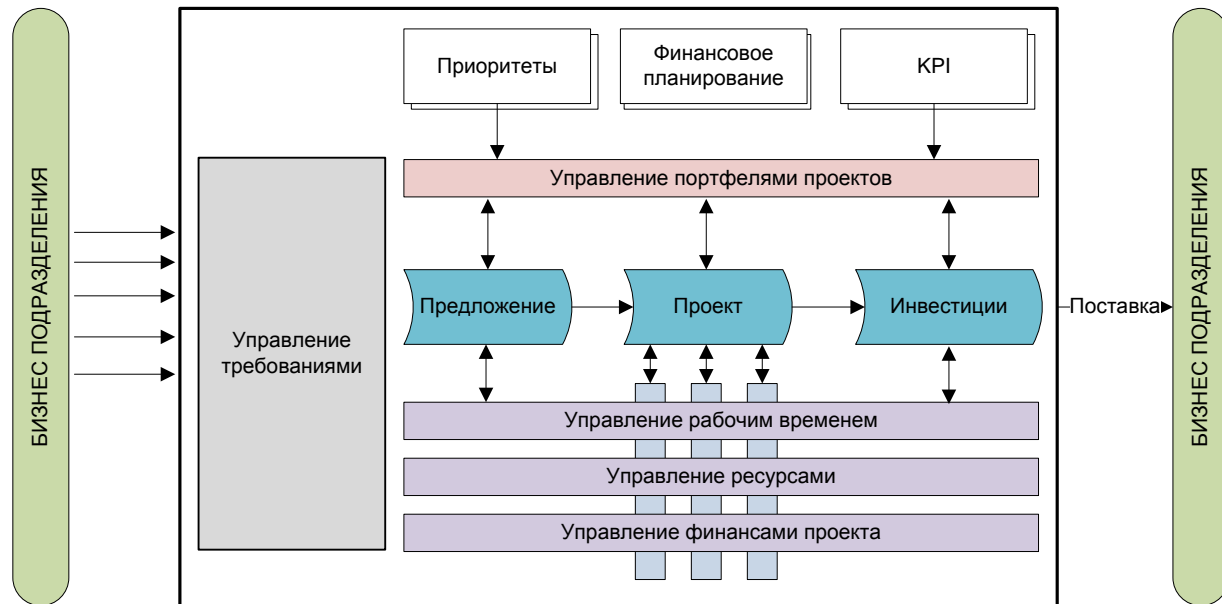 БИЗНЕС ПОДРАЗДЕЛЕНИЯ
Приоритеты
Финансовое
планирование
KPI
Управление портфелями проектов
Управление
требованиями
Предложение
Проект
Инвестиции
Поставка
Управление рабочим временем
Управление ресурсами
Управление финансами проекта
БИЗНЕС ПОДРАЗДЕЛЕНИЯ